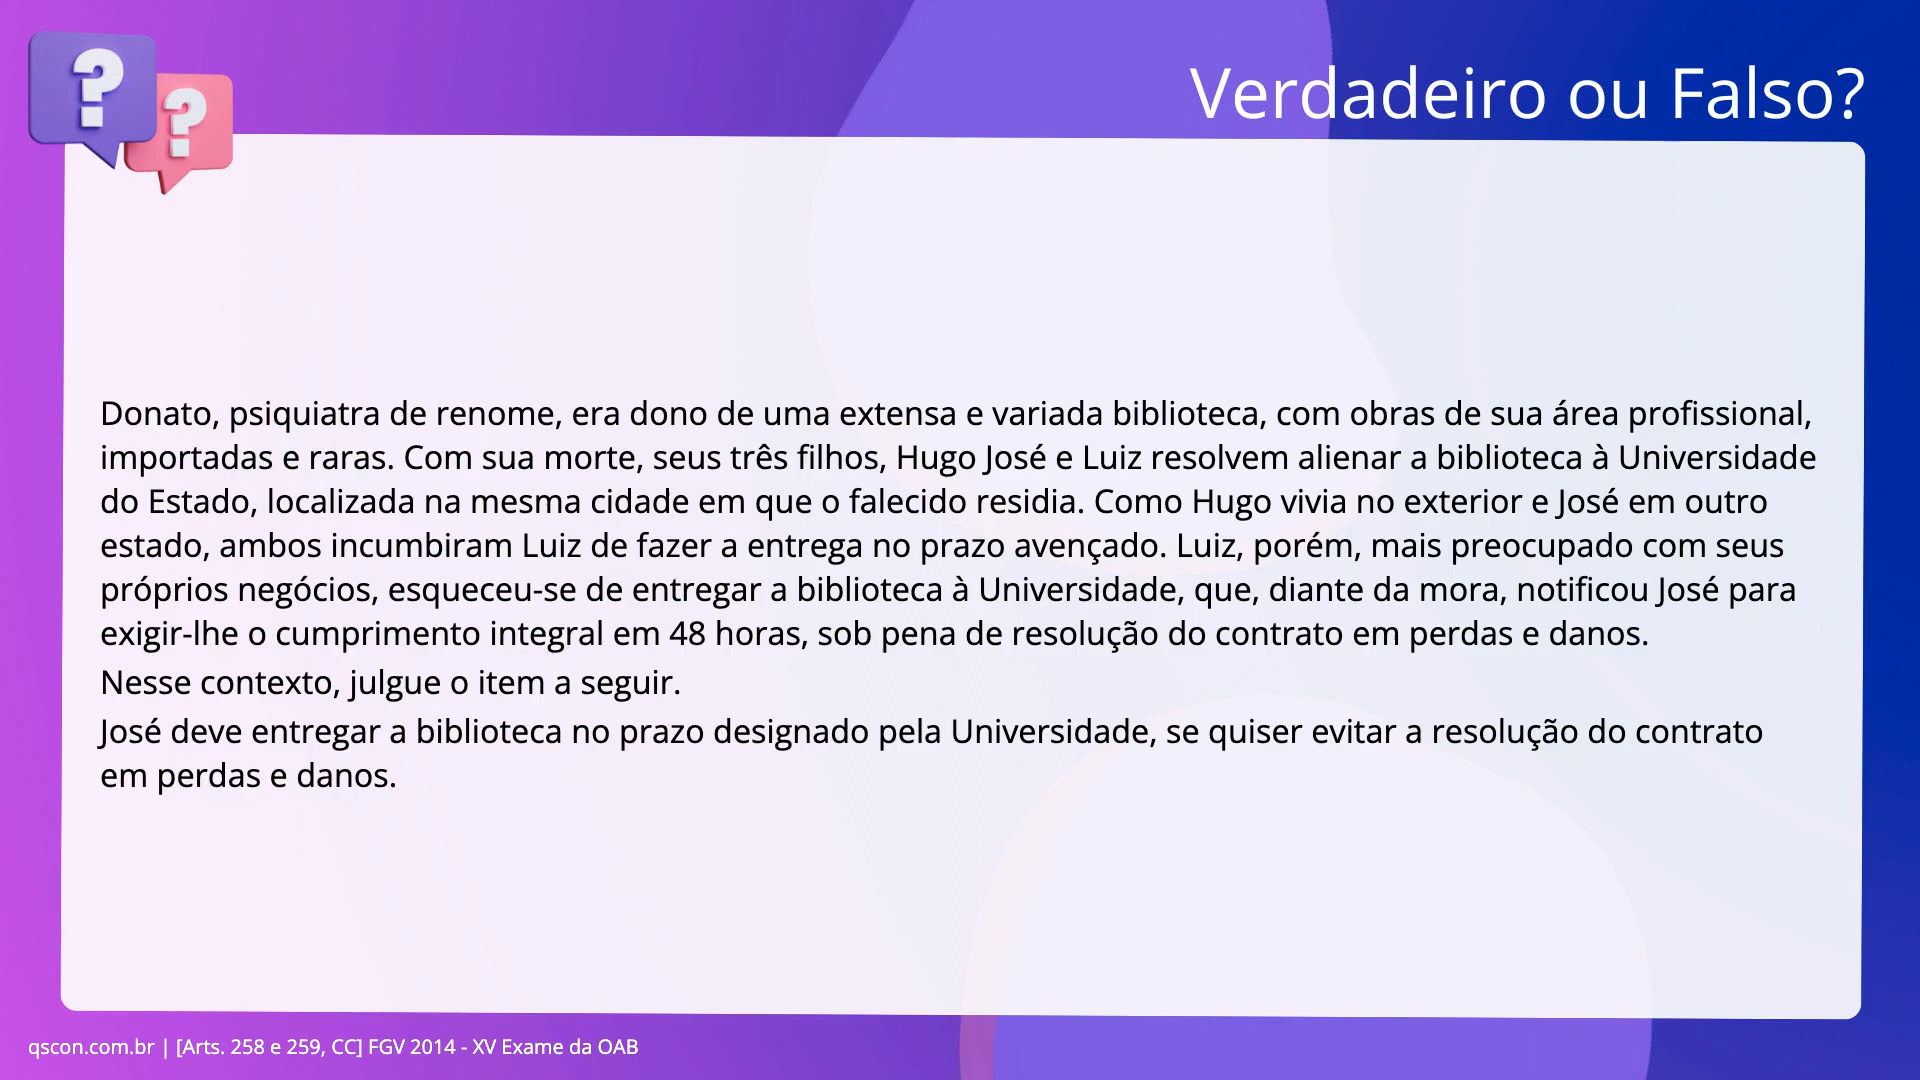 Verdadeiro ou Falso?
Donato, psiquiatra de renome, era dono de uma extensa e variada biblioteca, com obras de sua área profissional,
importadas e raras. Com sua morte, seus três filhos, Hugo José e Luiz resolvem alienar a biblioteca à Universidade
do Estado, localizada na mesma cidade em que o falecido residia. Como Hugo vivia no exterior e José em outro
estado, ambos incumbiram Luiz de fazer a entrega no prazo avençado. Luiz, porém, mais preocupado com seus
próprios negócios, esqueceu-se de entregar a biblioteca à Universidade, que, diante da mora, notificou José para
exigir-lhe o cumprimento integral em 48 horas, sob pena de resolução do contrato em perdas e danos.
Nesse contexto, julgue o item a seguir.
José deve entregar a biblioteca no prazo designado pela Universidade, se quiser evitar a resolução do contrato
em perdas e danos.
qscon.com.br | [Arts. 258 e 259, CC] FGV 2014 - XV Exame da OAB